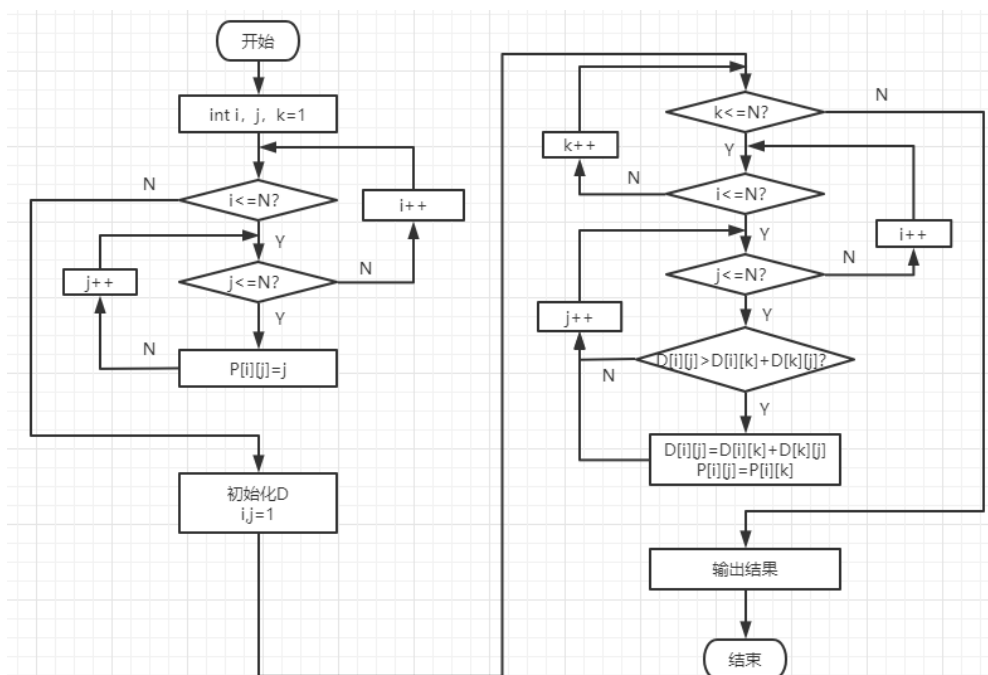 开始
int i, j, k=1
N
i<=N?
i++
Y
j<=N?
N
j++
Y
N
P[i][j]=j
初始化D
i,j=1
k<=N?
N
k++
Y
N
i<=N?
Y
i++
j<=N?
N
j++
Y
D[i][j]>D[i][k]+D[k][j]?
N
Y
D[i][j]=D[i][k]+D[k][j]
P[i][j]=P[i][k]
输出结果
结束